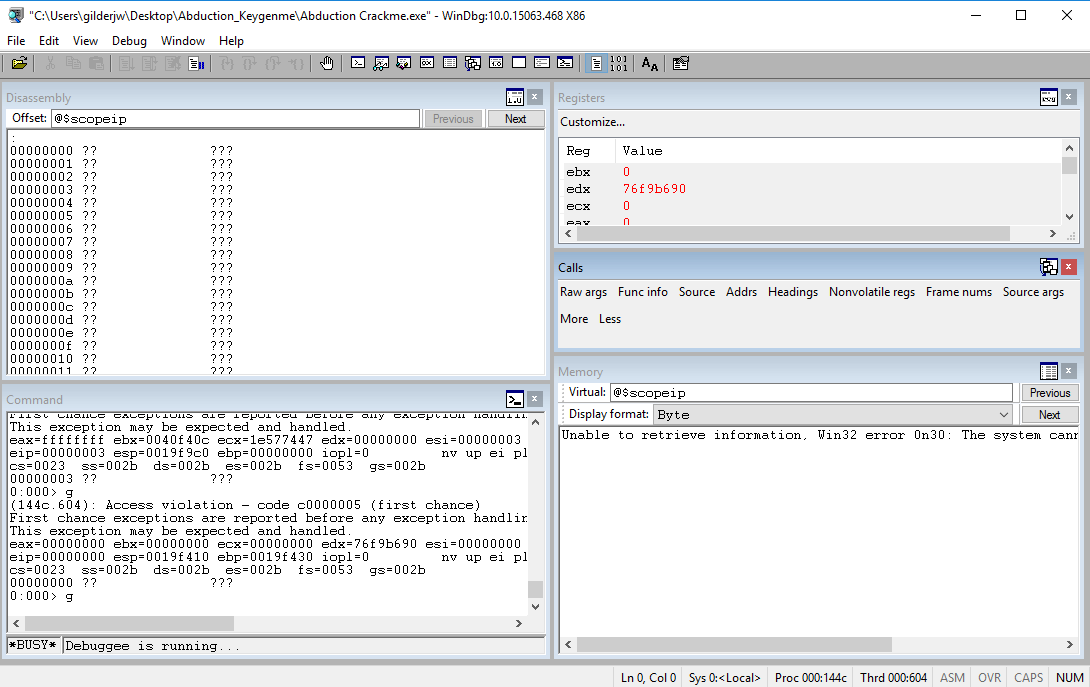 "C:\Users\gilderjw\Desktop\Abduction_Keygenme\Abduction Crackme.exe" - WinDbg:10.0.15063.468 X86
File Edit View Debug Window Help
Disassembly
Offset: @$scopeip Previous Next
00000000 ?? ???
00000001 ?? ???
00000002 ?? ???
00000003 ?? ???
00000004 ?? ???
00000005 ?? ???
00000006 ?? ???
00000007 ?? ???
00000008 ?? ???
00000009 ?? ???
0000000a ?? ???
0000000b ?? ???
0000000c ?? ???
0000000d ?? ???
0000000e ?? ???
0000000f ?? ???
00000010 ?? ???
00000011 ?? ???
Command
First chance exceptions are reported before any exception handlin
This exception may be expected and handled.
eax=ffffffff ebx=0040f40c ecx=1e577447 edx=00000000 esi=00000003
eip=00000003 esp=0019f9c0 ebp=00000000 iopl=0 nv up ei pl
cs=0023 ss=002b ds=002b es=002b fs=0053 gs=002b
00000003 ?? ???
0:000> g
(144c.604): Access violation - code c0000005 (first chance)
First chance exceptions are reported before any exception handlin
This exception may be expected and handled.
eax=00000000 ebx=00000000 ecx=00000000 edx=76f9b690 esi=00000000
eip=00000000 esp=0019f410 ebp=0019f430 iopl=0 nv up ei pl
cs=0023 ss=002b ds=002b es=002b fs=0053 gs=002b
00000000 ?? ???
0:000> g
*BUSY* Debuggee is running...
Registers
Customize...
Reg Value
ebx 0
edx 76f9b690
ecx 0
eax 0
Calls
Raw args Func info Source Addrs Headings Nonvolatile regs Frame nums Source args
More Less
Memory
Virtual: @$scopeip Previous
Display format: Byte Next
Unable to retrieve information, Win32 error 0n30: The system cann
Ln 0, Col 0 Sys 0:<Local> Proc 000:144c Thrd 000:604 ASM OVR CAPS NUM